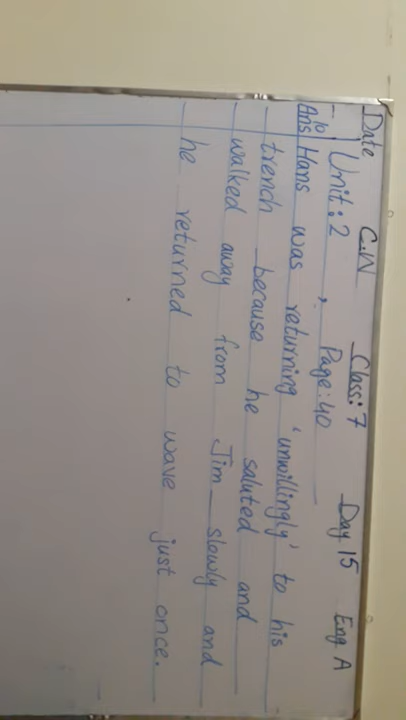 Date C.W Class: 7 Day 15 Eng A
Unit: 2, Page: 40
10
Ans Hans was returning 'unwillingly' to his
trench because he saluted and
walked away from Jim slowly and
he returned to wave just once.